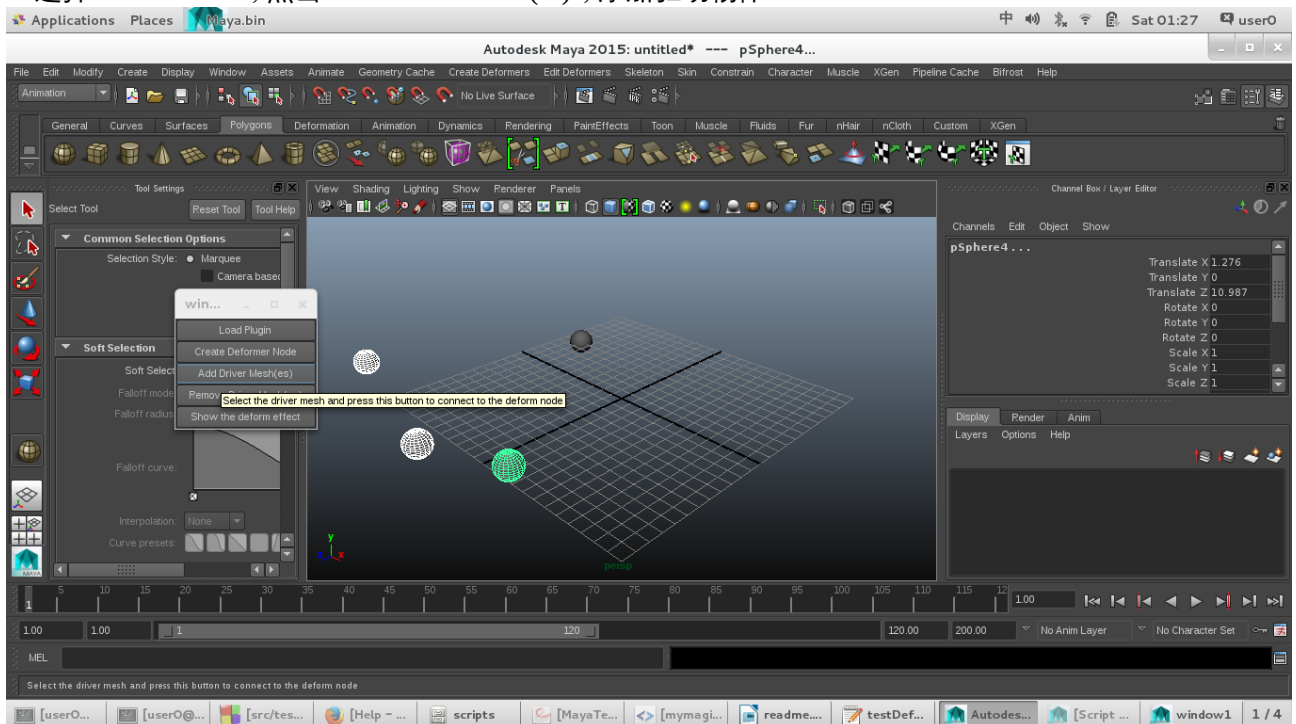 Applications Places Maya.bin 中 Sat 01:27 user0
Autodesk Maya 2015: untitled* --- pSphere4...
File Edit Modify Create Display Window Assets Animate Geometry Cache Create Deformers Edit Deformers Skeleton Skin Constrain Character Muscle XGen Pipeline Cache Bifrost Help
Animation No Live Surface
General Curves Surfaces Polygons Deformation Animation Dynamics Rendering PaintEffects Toon Muscle Fluids Fur nHair nCloth Custom XGen
Tool Settings
Select Tool Reset Tool Tool Help
Common Selection Options
Selection Style: Marquee
Camera based
win...
Load Plugin
Create Deformer Node
Add Driver Mesh(es)
Select the driver mesh and press this button to connect to the deform node
Show the deform effect
Soft Selection
Soft Select
Falloff mode
Falloff radius
Falloff curve:
Interpolation: None
Curve presets:
MAYA
View Shading Lighting Show Renderer Panels
y
x
persp
Channel Box / Layer Editor
Channels Edit Object Show
pSphere4...
Translate X 1.276
Translate Y 0
Translate Z 10.987
Rotate X 0
Rotate Y 0
Rotate Z 0
Scale X 1
Scale Y 1
Scale Z 1
Display Render Anim
Layers Options Help
5 10 15 20 25 30 35 40 45 50 55 60 65 70 75 80 85 90 95 100 105 110 115 12
1 1.00
1.00 1.00 1 120 120.00 200.00 No Anim Layer No Character Set
MEL
Select the driver mesh and press this button to connect to the deform node
[userO... [userO@... [src/tes... [Help – ... scripts [MayaTe... [mymagi... readme.... testDef... Autodes... [Script ... window1 1 / 4